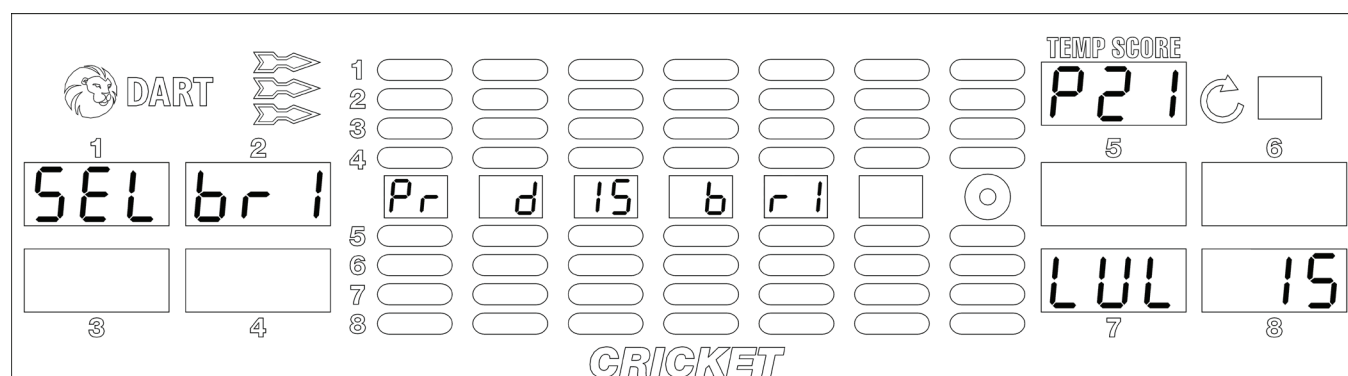 TEMP SCORE
DART
1 P21
2
1 2 3 5 6
4
SEL br1 Pr d 15 b r1
5
6 LUL 15
7
3 4 8 7 8
CRICKET